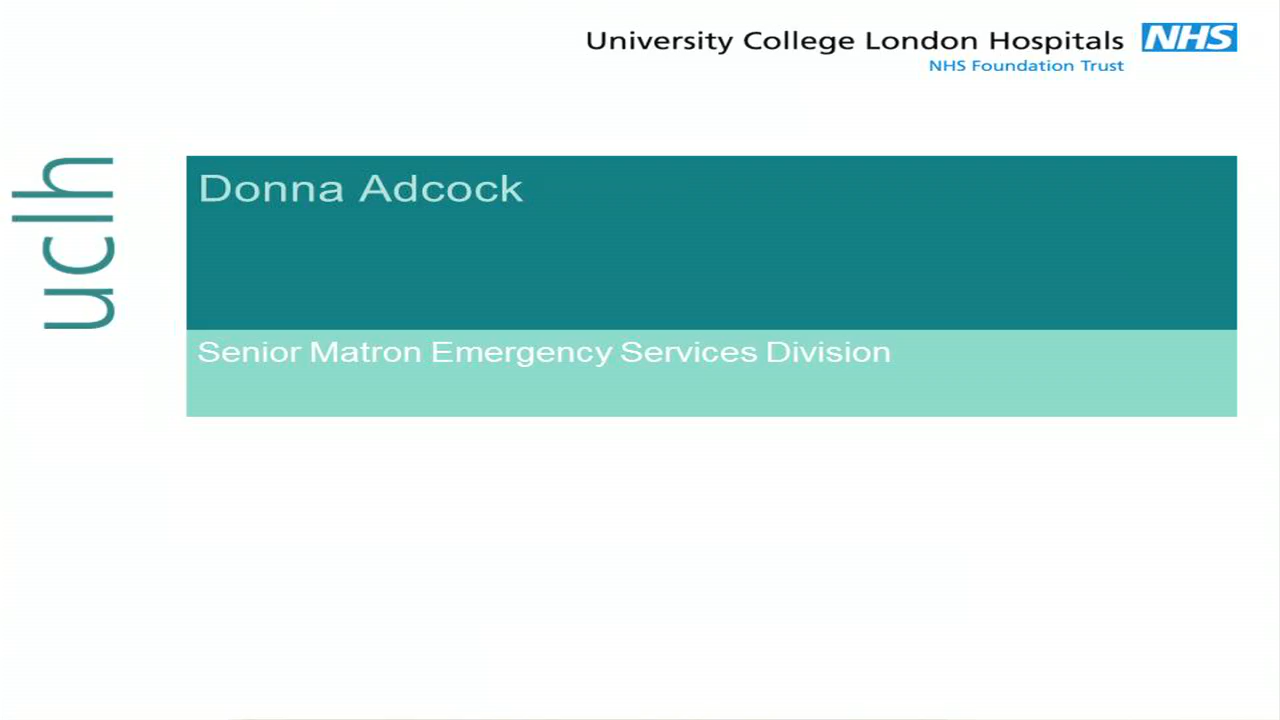 University College London Hospitals NHS
NHS Foundation Trust
uclh
Donna Adcock
Senior Matron Emergency Services Division